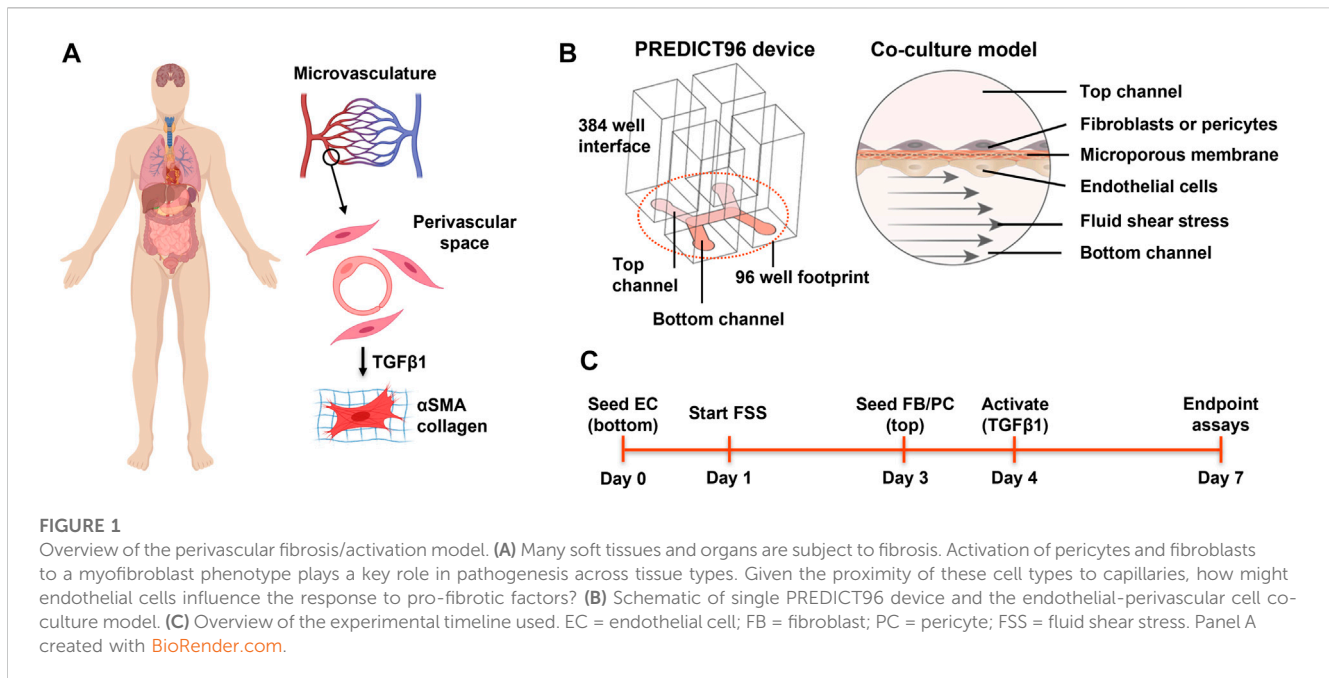 A
Microvasculature
Perivascular
space
TGFβ1
αSMA
collagen
B
PREDICT96 device
384 well
interface
Top
channel
96 well footprint
Bottom channel
Co-culture model
Top channel
Fibroblasts or pericytes
Microporous membrane
Endothelial cells
Fluid shear stress
Bottom channel
C
Seed EC
(bottom)
Start FSS
Seed FB/PC
(top)
Activate
(TGFβ1)
Endpoint
assays
Day 0
Day 1
Day 3
Day 4
Day 7
FIGURE 1
Overview of the perivascular fibrosis/activation model. (A) Many soft tissues and organs are subject to fibrosis. Activation of pericytes and fibroblasts
to a myofibroblast phenotype plays a key role in pathogenesis across tissue types. Given the proximity of these cell types to capillaries, how might
endothelial cells influence the response to pro-fibrotic factors? (B) Schematic of single PREDICT96 device and the endothelial-perivascular cell co-
culture model. (C) Overview of the experimental timeline used. EC = endothelial cell; FB = fibroblast; PC = pericyte; FSS = fluid shear stress. Panel A
created with BioRender.com.